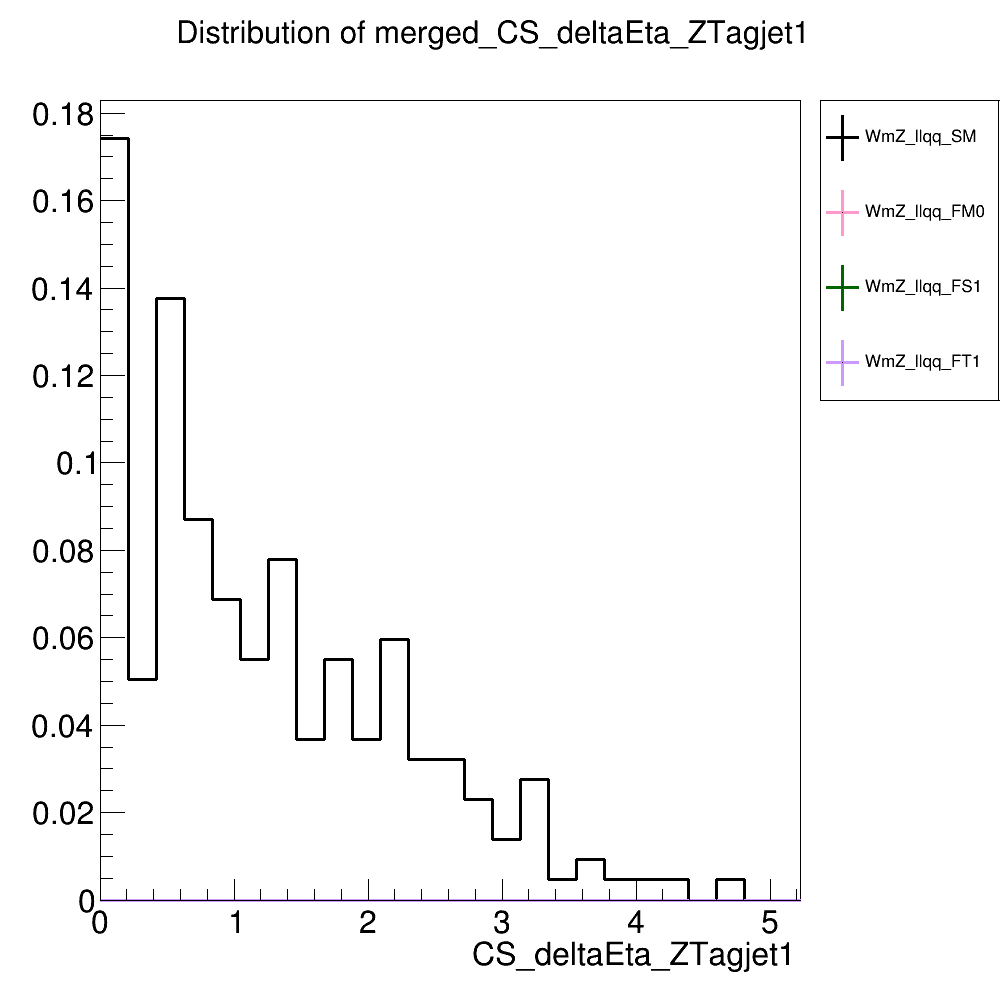 Distribution of merged_CS_deltaEta_ZTagjet1
0.18
0.16
0.14
0.12
0.1
0.08
0.06
0.04
0.02
0
0 1 2 3 4 5
CS_deltaEta_ZTagjet1
WmZ_llqq_SM
WmZ_llqq_FM0
WmZ_llqq_FS1
WmZ_llqq_FT1